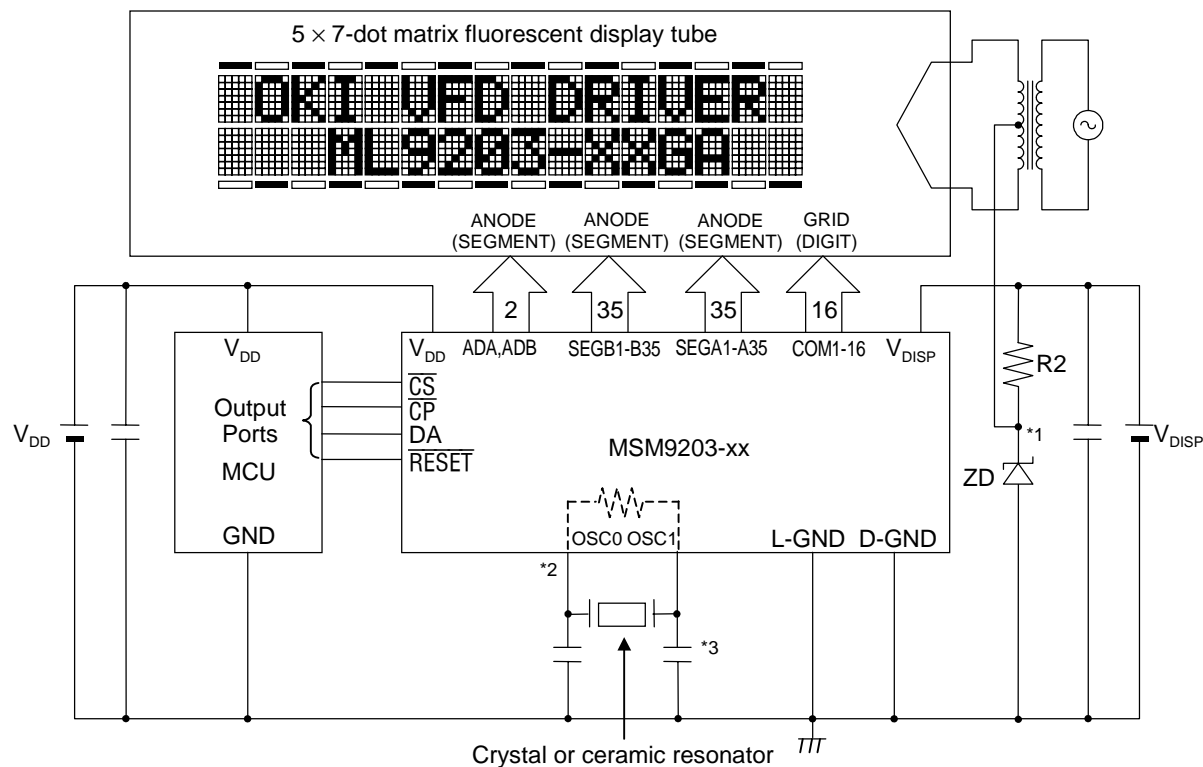 5 × 7-dot matrix fluorescent display tube
OKI VFD DRIVER
ML9203-XXGA
ANODE
(SEGMENT)
ANODE
(SEGMENT)
ANODE
(SEGMENT)
GRID
(DIGIT)
2
35
35
16
VDD
VDD
ADA,ADB
SEGB1-B35
SEGA1-A35
COM1-16
VDISP
R2
CS
CP
DA
RESET
Output
Ports
MCU
GND
VDD
MSM9203-xx
*1
ZD
VDISP
OSC0
OSC1
L-GND
D-GND
*2
*3
Crystal or ceramic resonator